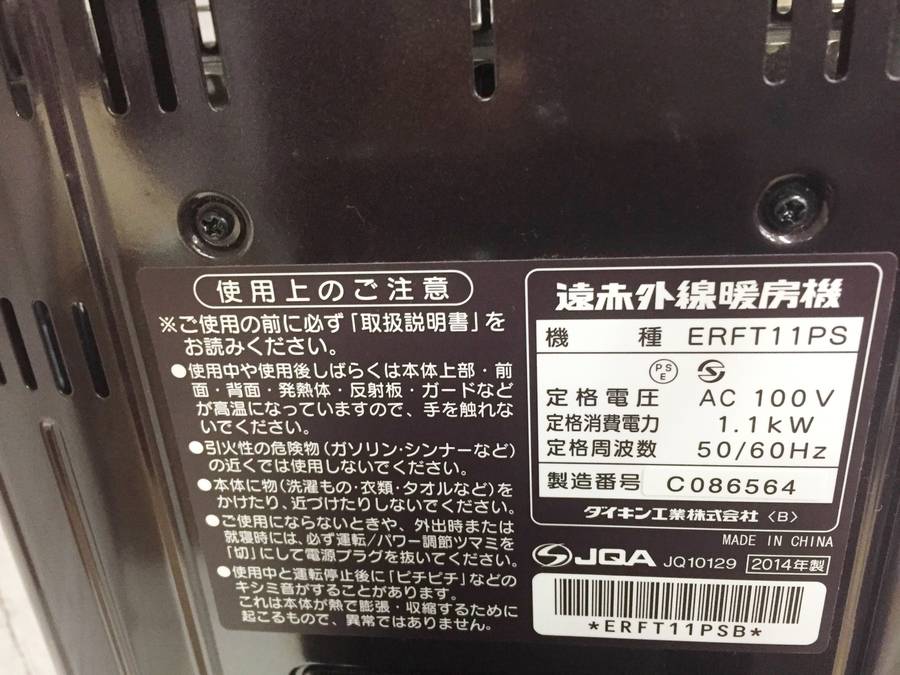 使用上のご注意
※ご使用の前に必ず「取扱説明書」を
お読みください。
●使用中や使用後しばらくは本体上部・前
面・背面・発熱体・反射板・ガードなど
が高温になっていますので、手を触れな
いでください。
●引火性の危険物(ガソリン・シンナーなど)
の近くでは使用しないでください。
●本体に物(洗濯もの・衣類・タオルなど)を
かけたり、近づけたりしないでください。
●ご使用にならないときや、外出時または
就寝時には、必ず運転/パワー調節ツマミを
「切」にして電源プラグを抜いてください。
●使用中と運転停止後に「ピチピチ」などの
キシミ音がすることがあります。
これは本体が熱で膨張・収縮するために
起こるもので、異常ではありません。
遠赤外線暖房機
機種 ERFT11PS
PSE
定格電圧 AC 100V
定格消費電力 1.1kW
定格周波数 50/60Hz
製造番号 C086564
ダイキン工業株式会社 〈B〉
MADE IN CHINA
JQA JQ10129 2014年製
*ERFT11PSB*